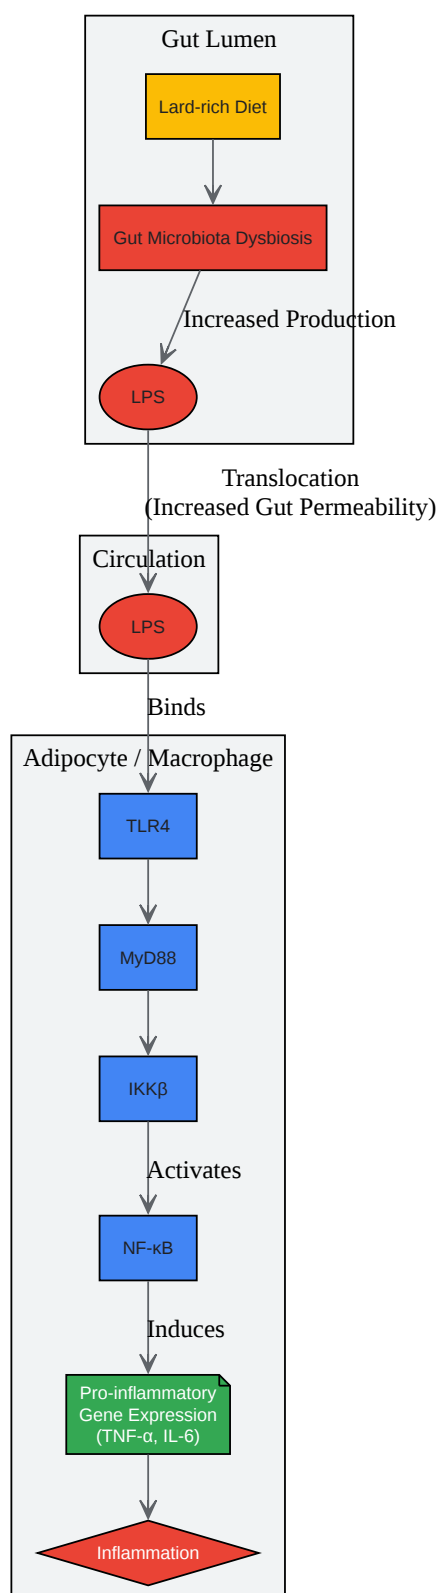 Gut Lumen
Lard-rich Diet
Gut Microbiota Dysbiosis
Increased Production
LPS
Translocation
(Increased Gut Permeability)
Circulation
LPS
Binds
Adipocyte / Macrophage
TLR4
MyD88
IKKβ
Activates
NF-κB
Induces
Pro-inflammatory
Gene Expression
(TNF-α, IL-6)
Inflammation